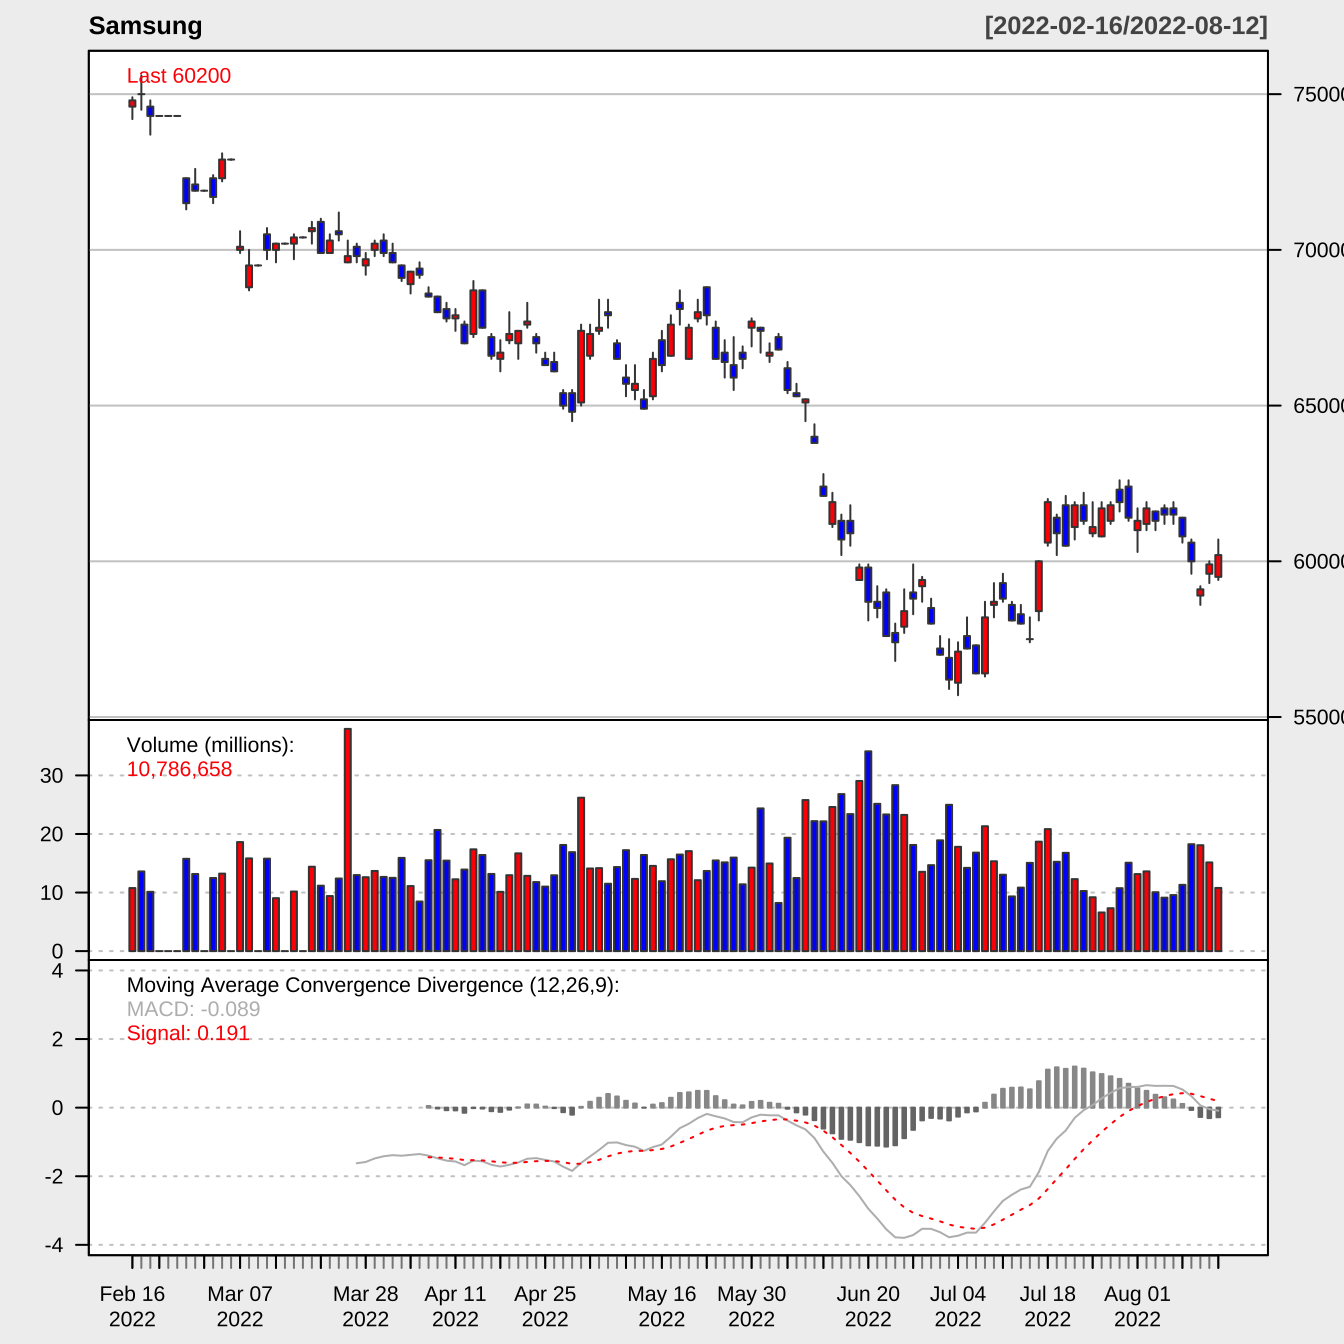 Samsung
[2022-02-16/2022-08-12]
Last 60200
75000
70000
65000
60000
55000
Volume (millions):
10,786,658
30
20
10
0
Moving Average Convergence Divergence (12,26,9):
MACD: -0.089
Signal: 0.191
4
2
0
-2
-4
Feb 16 Mar 07 Mar 28 Apr 11 Apr 25 May 16 May 30 Jun 20 Jul 04 Jul 18 Aug 01
2022 2022 2022 2022 2022 2022 2022 2022 2022 2022 2022